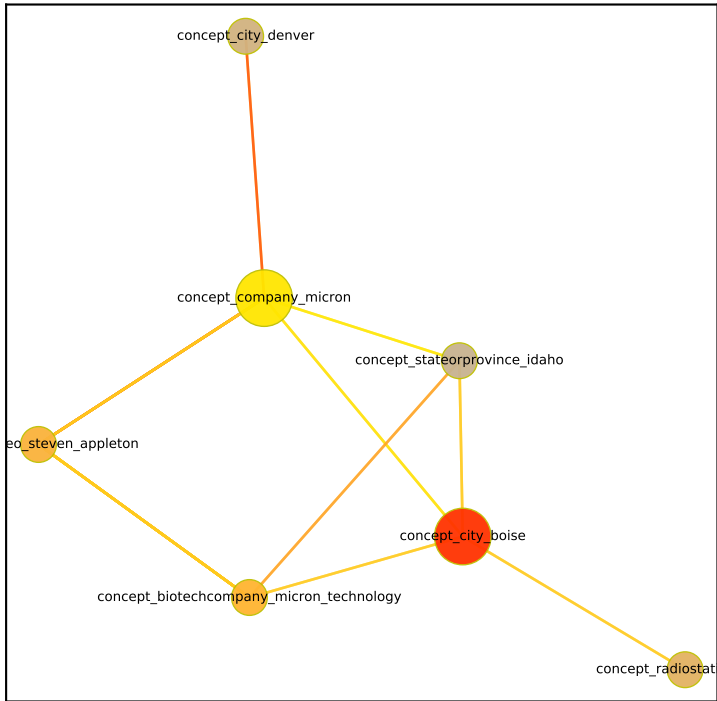 concept_city_denver
concept_company_micron
concept_stateorprovince_idaho
eo_steven_appleton
concept_city_boise
concept_biotechcompany_micron_technology
concept_radiostat